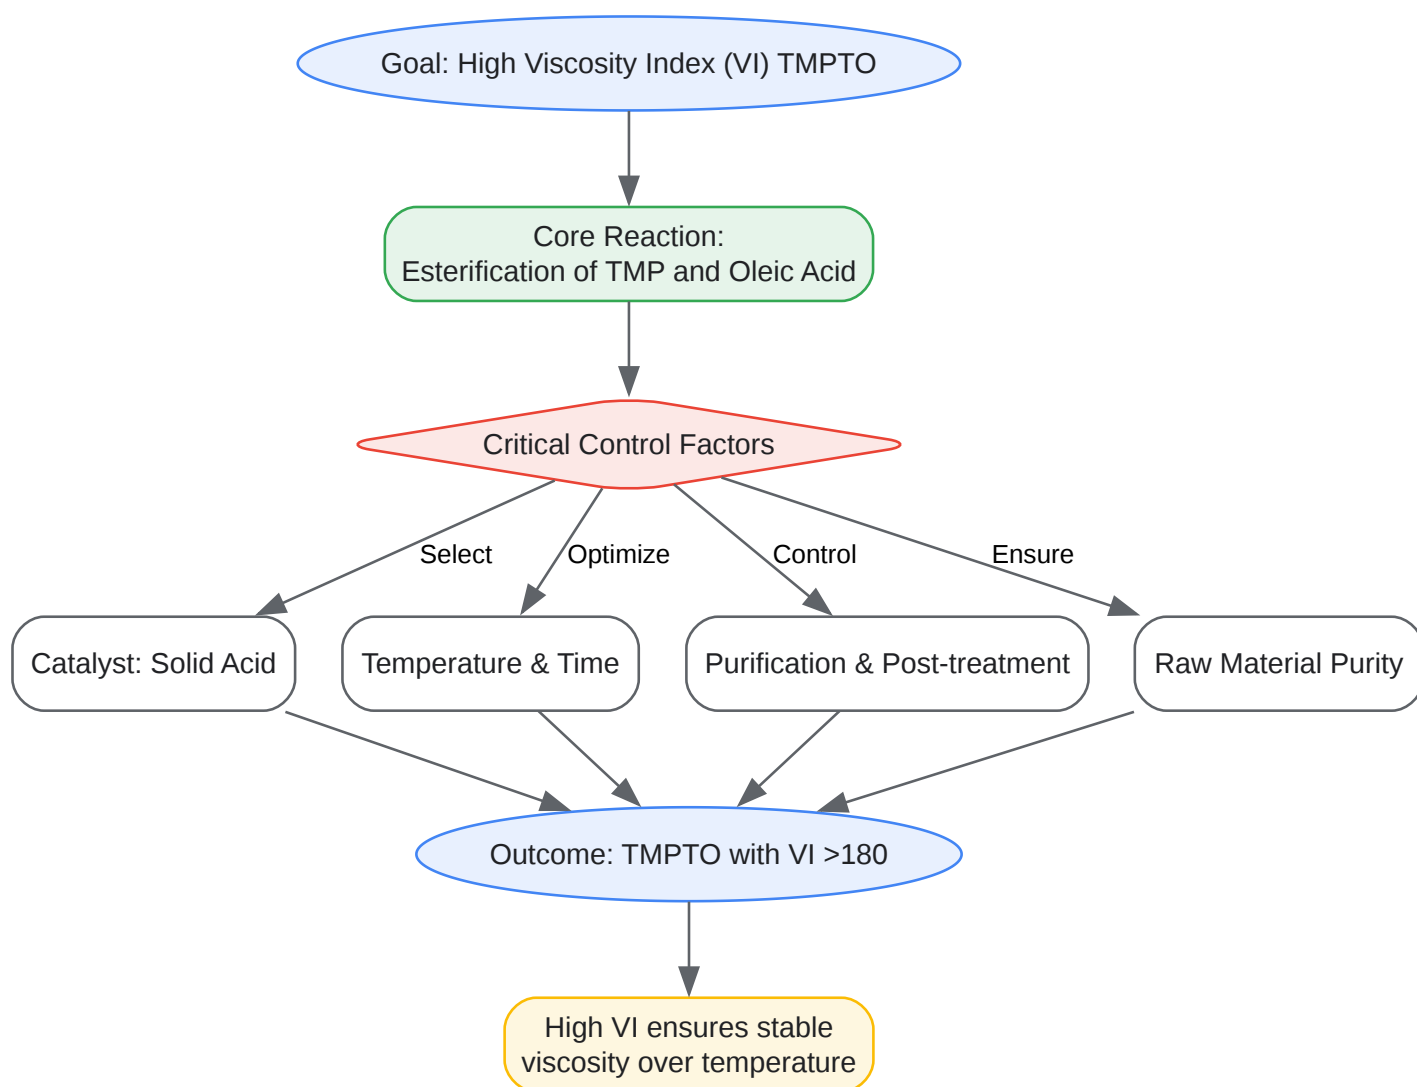 Goal: High Viscosity Index (VI) TMPTO
Core Reaction:
Esterification of TMP and Oleic Acid
Critical Control Factors
Select
Optimize
Control
Ensure
Catalyst: Solid Acid
Temperature & Time
Purification & Post-treatment
Raw Material Purity
Outcome: TMPTO with VI >180
High VI ensures stable
viscosity over temperature